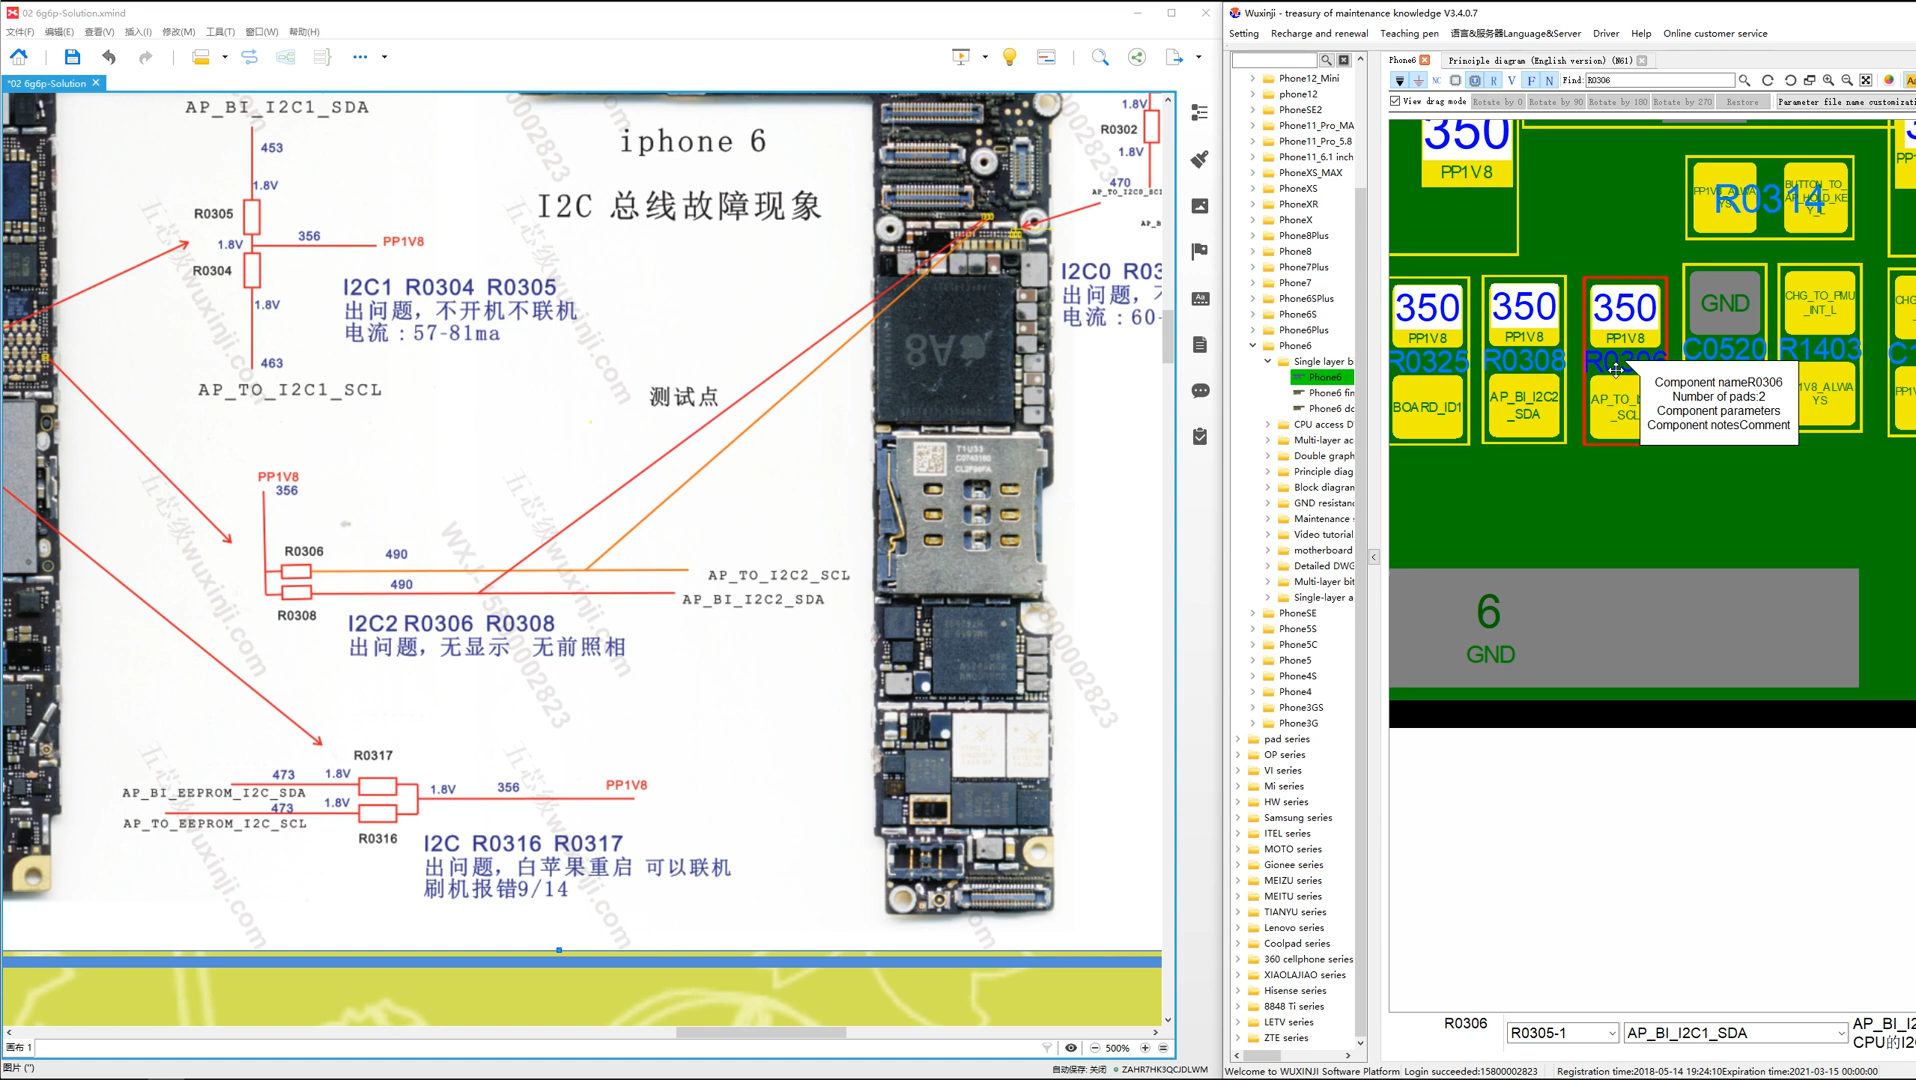 02 6g6p-Solution.xmind
文件(F) 编辑(E) 查看(V) 插入(I) 修改(M) 工具(T) 窗口(W) 帮助(H)
*02 6g6p-Solution
AP_BI_I2C1_SDA
453
1.8V
R0305
1.8V
356
PP1V8
R0304
1.8V
463
AP_TO_I2C1_SCL
I2C1 R0304 R0305
出问题，不开机不联机
电流：57-81ma
iphone 6
I2C 总线故障现象
测试点
1.8V
R0302
1.8V
470
AP_TO_I2C0_SCL
AP_B
I2C0 R03
出问题，
电流：60-
A8
PP1V8
356
R0306
490
AP_TO_I2C2_SCL
490
AP_BI_I2C2_SDA
R0308
I2C2 R0306 R0308
出问题，无显示 无前照相
R0317
473
1.8V
AP_BI_EEPROM_I2C_SDA
1.8V
356
PP1V8
473
1.8V
AP_TO_EEPROM_I2C_SCL
R0316
I2C R0316 R0317
出问题，白苹果重启 可以联机
刷机报错9/14
画布 1
500%
图片 (")
自动保存: 关闭
ZAHR7HK3QCJDLWM
Wuxinji - treasury of maintenance knowledge V3.4.0.7
Setting Recharge and renewal Teaching pen 语言&服务器Language&Server Driver Help Online customer service
Phone12_Mini
phone12
PhoneSE2
Phone11_Pro_MA
Phone11_Pro_5.8
Phone11_6.1 inch
PhoneXS_MAX
PhoneXS
PhoneXR
PhoneX
Phone8Plus
Phone8
Phone7Plus
Phone7
Phone6SPlus
Phone6S
Phone6Plus
Phone6
Single layer b
Phone6
Phone6 fin
Phone6 dc
CPU access D
Multi-layer ac
Double graph
Principle diag
Block diagran
GND resistanc
Maintenance
Video tutorial
motherboard
Detailed DWG
Multi-layer bit
Single-layer a
PhoneSE
Phone5S
Phone5C
Phone5
Phone4S
Phone4
Phone3GS
Phone3G
pad series
OP series
VI series
Mi series
HW series
Samsung series
ITEL series
MOTO series
Gionee series
MEIZU series
MEITU series
TIANYU series
Lenovo series
Coolpad series
360 cellphone series
XIAOLAJIAO series
Hisense series
8848 Ti series
LETV series
ZTE series
Phone6 Principle diagram (English version) (N61)
NC R V F N Find: R0306
View drag mode Rotate by 0 Rotate by 90 Rotate by 180 Rotate by 270 Restore Parameter file name customizati
350
PP1V8
R0314
350
PP1V8
R0325
BOARD_ID1
350
PP1V8
R0308
AP_BI_I2C2
_SDA
350
PP1V8
R0306
GND
C0520
CHG_TO_PMU
_INT_L
R1403
Component nameR0306
Number of pads:2
Component parameters
Component notesComment
6
GND
R0306
R0305-1
AP_BI_I2C1_SDA
AP_BI_I2
CPU的I2
Welcome to WUXINJI Software Platform Login succeeded:15800002823 Registration time:2018-05-14 19:24:10Expiration time:2021-03-15 00:00:00